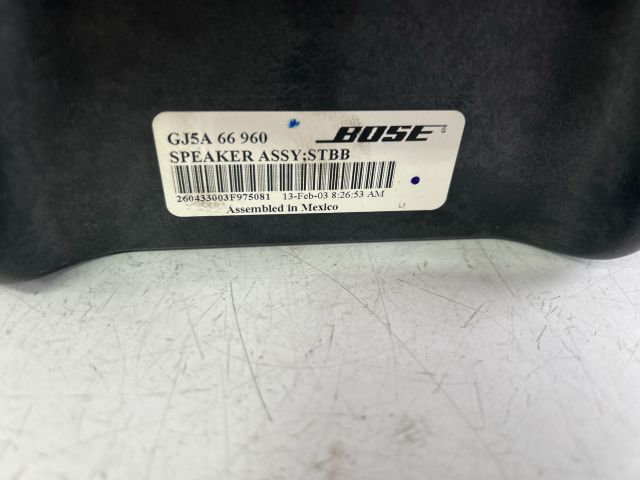 GJ5A 66 960 BOSE
SPEAKER ASSY;STBB
260433003F975081 13-Feb-03 8:26:53 AM
Assembled in Mexico